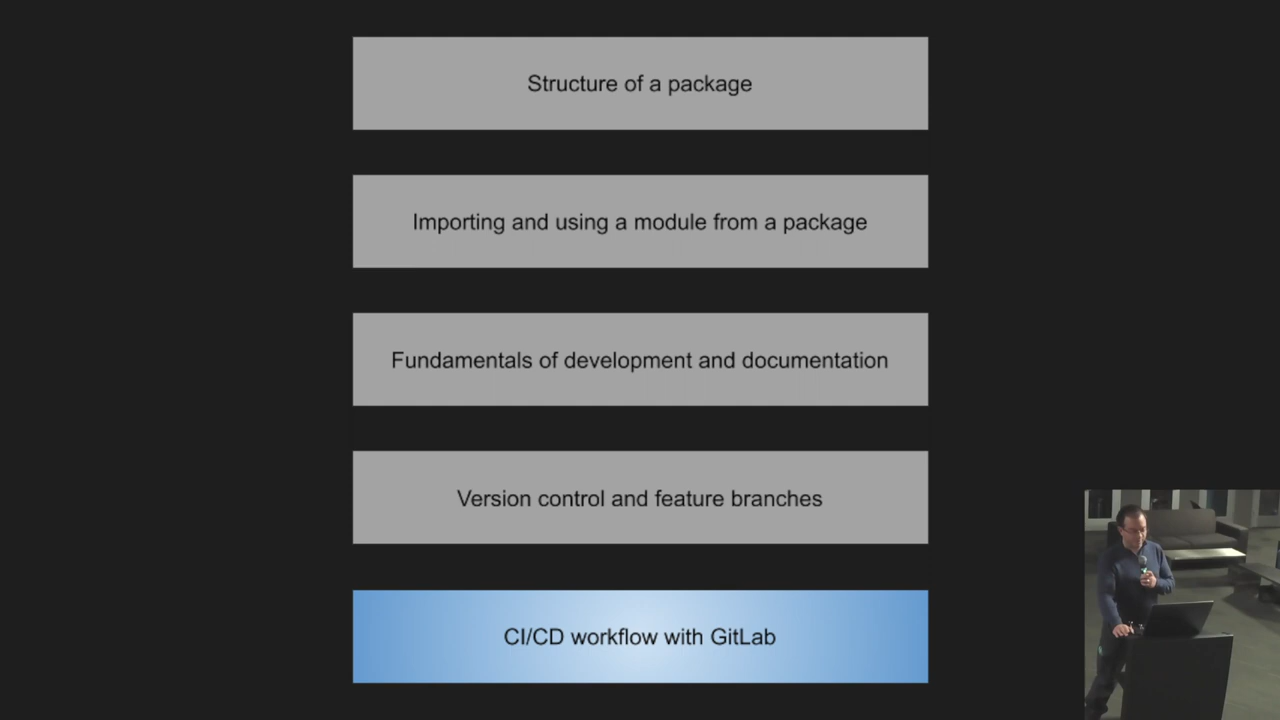 Structure of a package
Importing and using a module from a package
Fundamentals of development and documentation
Version control and feature branches
CI/CD workflow with GitLab